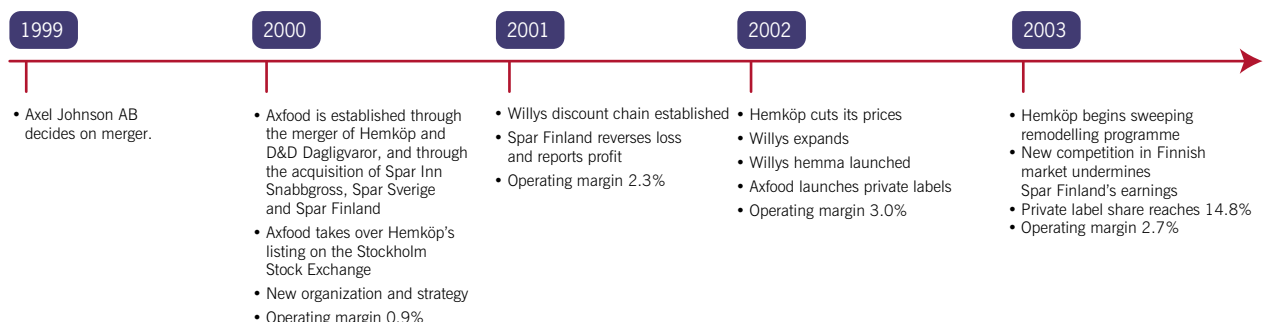 1999
2000
2001
2002
2003
• Axel Johnson AB
decides on merger.
• Axfood is established through
the merger of Hemköp and
D&D Dagligvaror, and through
the acquisition of Spar Inn
Snabbgross, Spar Sverige
and Spar Finland
• Axfood takes over Hemköp's
listing on the Stockholm
Stock Exchange
• New organization and strategy
• Operating margin 0.9%
• Willys discount chain established
• Spar Finland reverses loss
and reports profit
• Operating margin 2.3%
• Hemköp cuts its prices
• Willys expands
• Willys hemma launched
• Axfood launches private labels
• Operating margin 3.0%
• Hemköp begins sweeping
remodelling programme
• New competition in Finnish
market undermines
Spar Finland's earnings
• Private label share reaches 14.8%
• Operating margin 2.7%